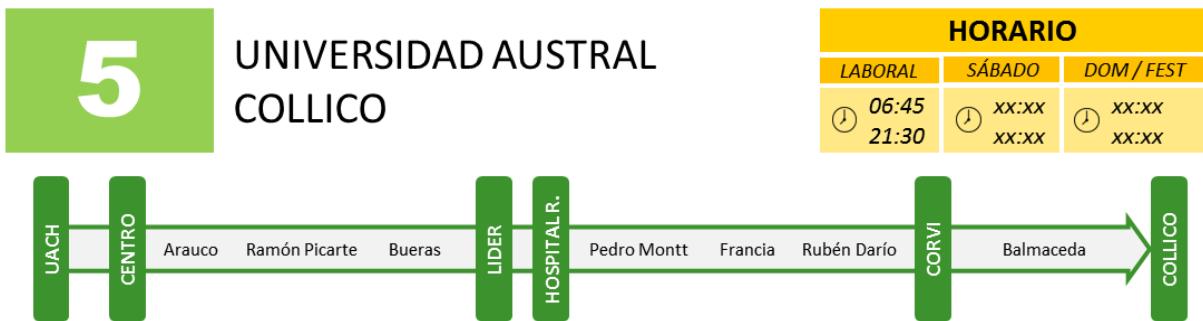 5
UNIVERSIDAD AUSTRAL
COLLICO
HORARIO
LABORAL SÁBADO DOM / FEST
06:45 xx:xx xx:xx
21:30 xx:xx xx:xx
UACH CENTRO Arauco Ramón Picarte Bueras LIDER HOSPITAL R. Pedro Montt Francia Rubén Darío CORVI Balmaceda COLLICO